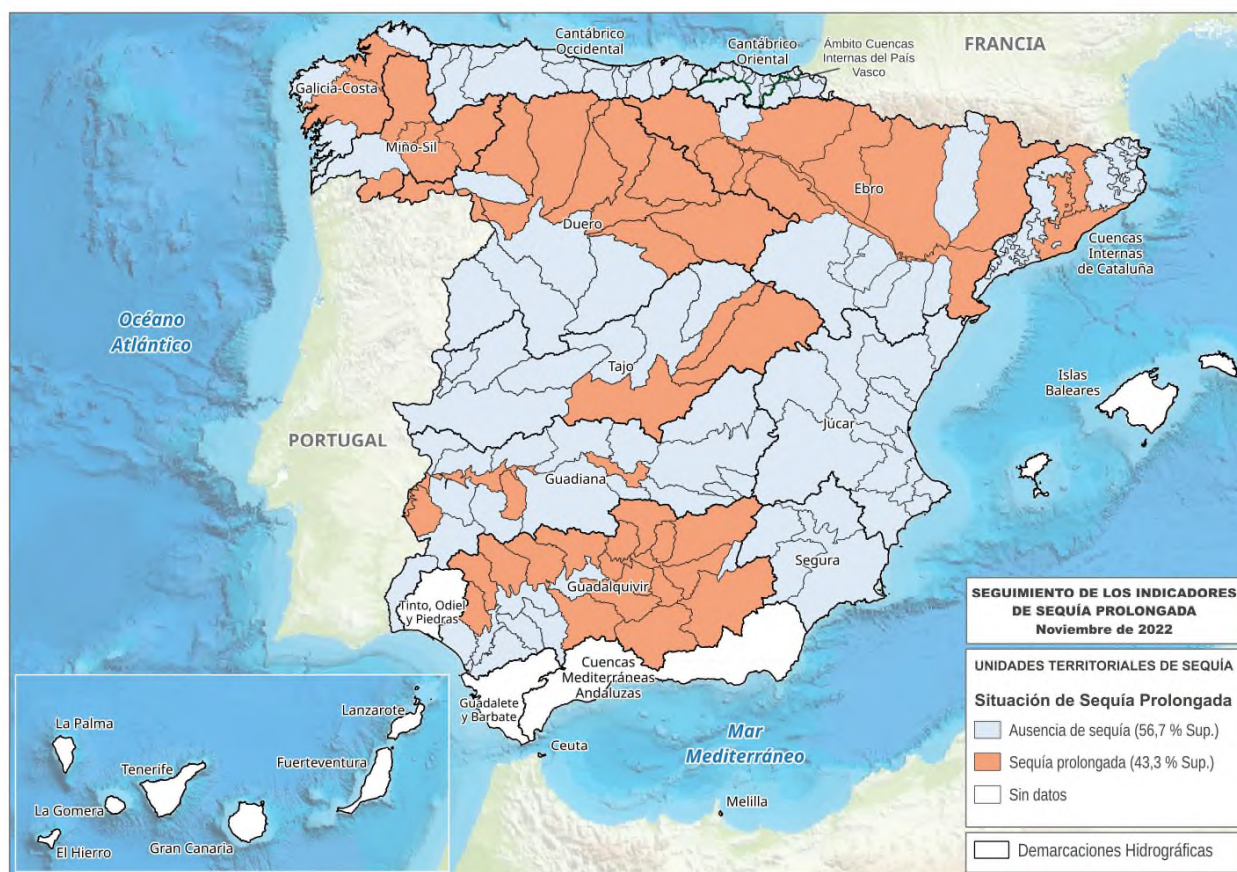 Cantábrico
Occidental
Cantábrico
Oriental
Ámbito Cuencas
Internas del País
Vasco
FRANCIA
Galicia-Costa
Miño-Sil
Ebro
Duero
Cuencas
Internas
de Cataluña
Océano
Atlántico
Tajo
Islas
Baleares
PORTUGAL
Júcar
Guadiana
Segura
Guadalquivir
Tinto, Odiel
y Piedras
Cuencas
Mediterráneas
Andaluzas
Guadalete
y Barbate
Mar
Mediterráneo
Ceuta
Melilla
La Palma
Lanzarote
Tenerife
Fuerteventura
La Gomera
El Hierro
Gran Canaria
SEGUIMIENTO DE LOS INDICADORES
DE SEQUÍA PROLONGADA
Noviembre de 2022
UNIDADES TERRITORIALES DE SEQUÍA
Situación de Sequía Prolongada
Ausencia de sequía (56,7 % Sup.)
Sequía prolongada (43,3 % Sup.)
Sin datos
Demarcaciones Hidrográficas